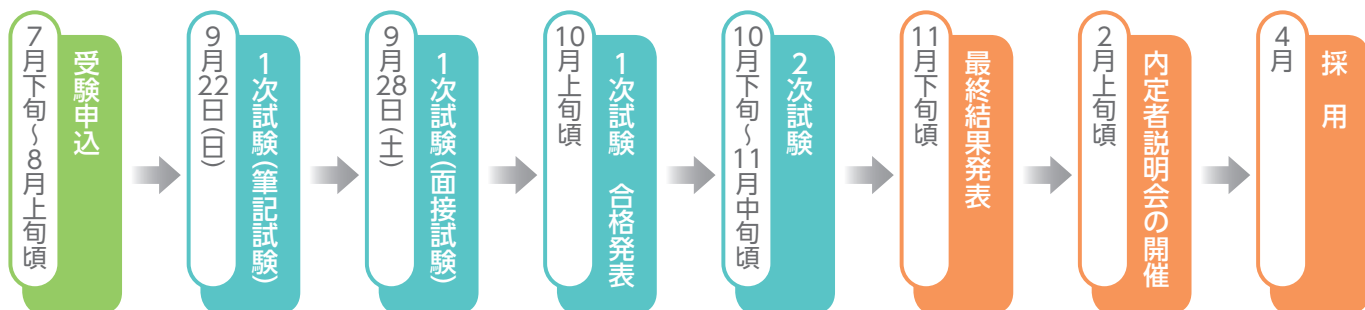 受験申込
7月下旬～8月上旬頃
1次試験(筆記試験)
9月22日(日)
1次試験(面接試験)
9月28日(土)
1次試験 合格発表
10月上旬頃
2次試験
10月下旬～11月中旬頃
最終結果発表
11月下旬頃
内定者説明会の開催
2月上旬頃
採 用
4月